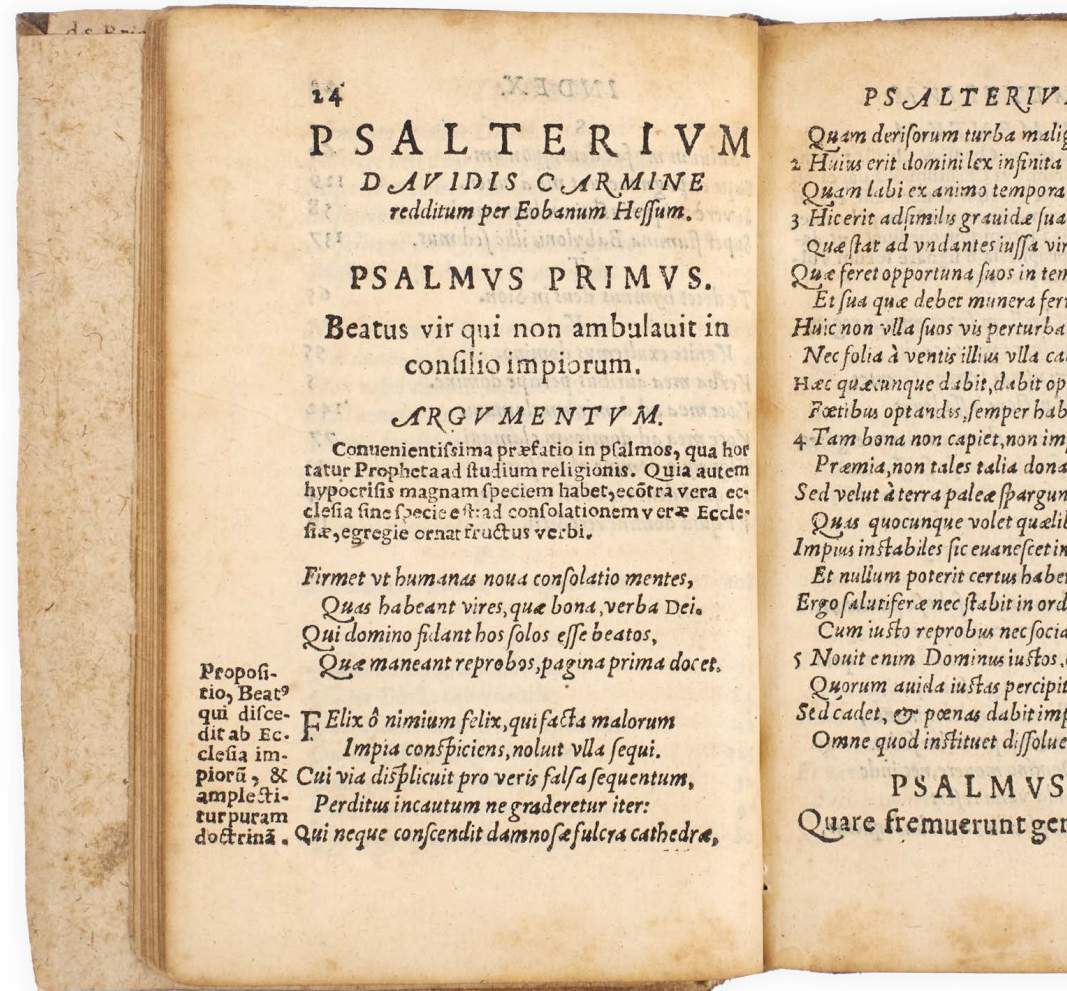 24
PSALTERIVM
DAVIDIS CARMINE
redditum per Eobanum Heſſum.
PSALMVS PRIMVS.
Beatus vir qui non ambulauit in
conſilio impiorum.
ARGVMENTVM.
Conuenientiſsima præfatio in pſalmos, qua hor
tatur Propheta ad ſtudium religionis. Quia autem
hypocriſis magnam ſpeciem habet, ecõtra vera ec-
cleſia ſine ſpecie eſt: ad conſolationem veræ Eccle-
ſiæ, egregie ornat fructus verbi.
Firmet vt humanas noua conſolatio mentes,
Quas habeant vires, quæ bona, verba Dei.
Qui domino fidant hos ſolos eſſe beatos,
Quæ maneant reprobos, pagina prima docet.
Propoſi-
tio, Beatꝰ
qui diſce-
dit ab Ec-
cleſia im-
piorũ, &
amplecti-
tur puram
doctrinã.
FElix ô nimium felix, qui facta malorum
Impia conſpiciens, noluit vlla ſequi.
Cui via diſplicuit pro veris falſa ſequentum,
Perditus incautum ne graderetur iter:
Qui neque conſcendit damnoſæ fulcra cathedræ,
PSALTERIV
Quam deriſorum turba malig
2 Huius erit domini lex infinita
Quam labi ex animo tempora
3 Hic erit adſimilis grauidæ ſua
Quæ ſtat ad vndantes iuſſa vir
Quæ feret opportuna ſuos in tem
Et ſua quæ debet munera fer
Huic non vlla ſuos vis perturba
Nec folia à ventis illius vlla ca
Hæc quæcunque dabit, dabit op
Fœtibus optandis, ſemper hab
4 Tam bona non capiet, non im
Præmia, non tales talia dona
Sed velut à terra paleæ ſpargun
Quas quocunque volet quælib
Impius inſtabiles ſic euaneſcet in
Et nullum poterit certus habe
Ergo ſalutiferæ nec ſtabit in ord
Cum iuſto reprobus nec ſocia
5 Nouit enim Dominus iuſtos,
Quorum auida iuſtas percipit
Sed cadet, & pœnas dabit imp
Omne quod inſtituet diſſolue
PSALMVS
Quare fremuerunt gen